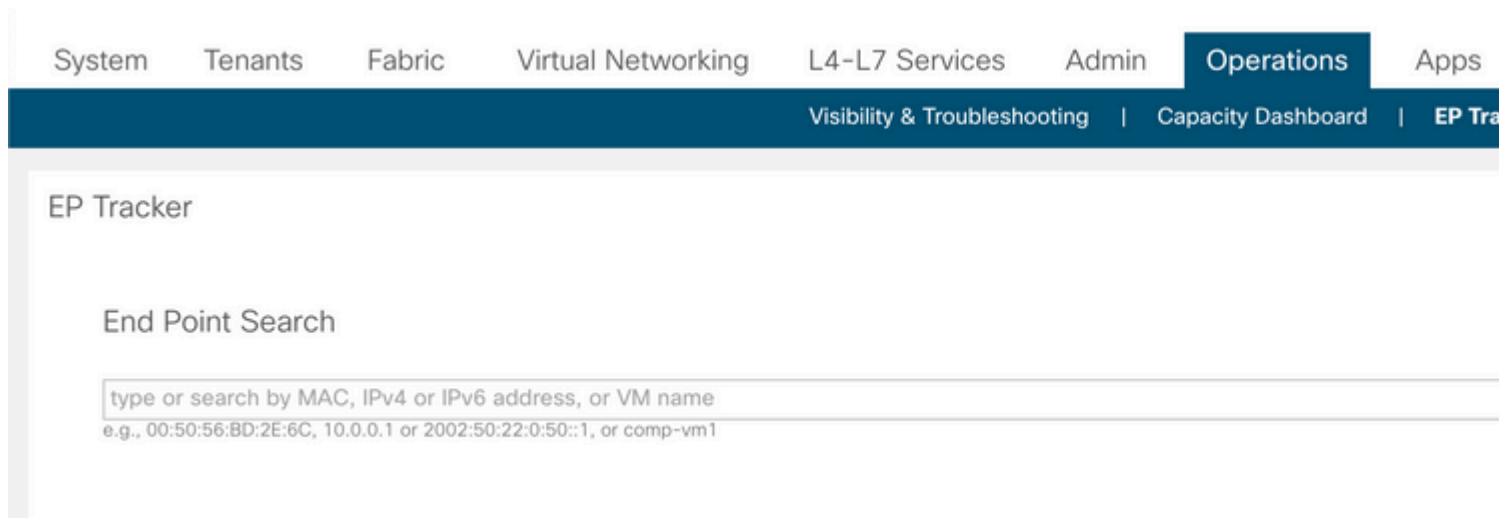 System Tenants Fabric Virtual Networking L4-L7 Services Admin Operations Apps
Visibility & Troubleshooting | Capacity Dashboard | EP Tra
EP Tracker
End Point Search
type or search by MAC, IPv4 or IPv6 address, or VM name
e.g., 00:50:56:BD:2E:6C, 10.0.0.1 or 2002:50:22:0:50::1, or comp-vm1